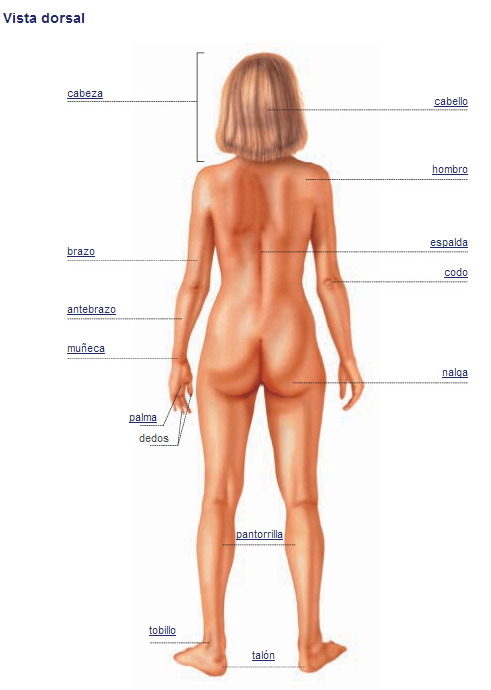 Vista dorsal
cabeza
cabello
hombro
espalda
brazo
codo
antebrazo
muñeca
nalga
palma
dedos
pantorrilla
tobillo
talón